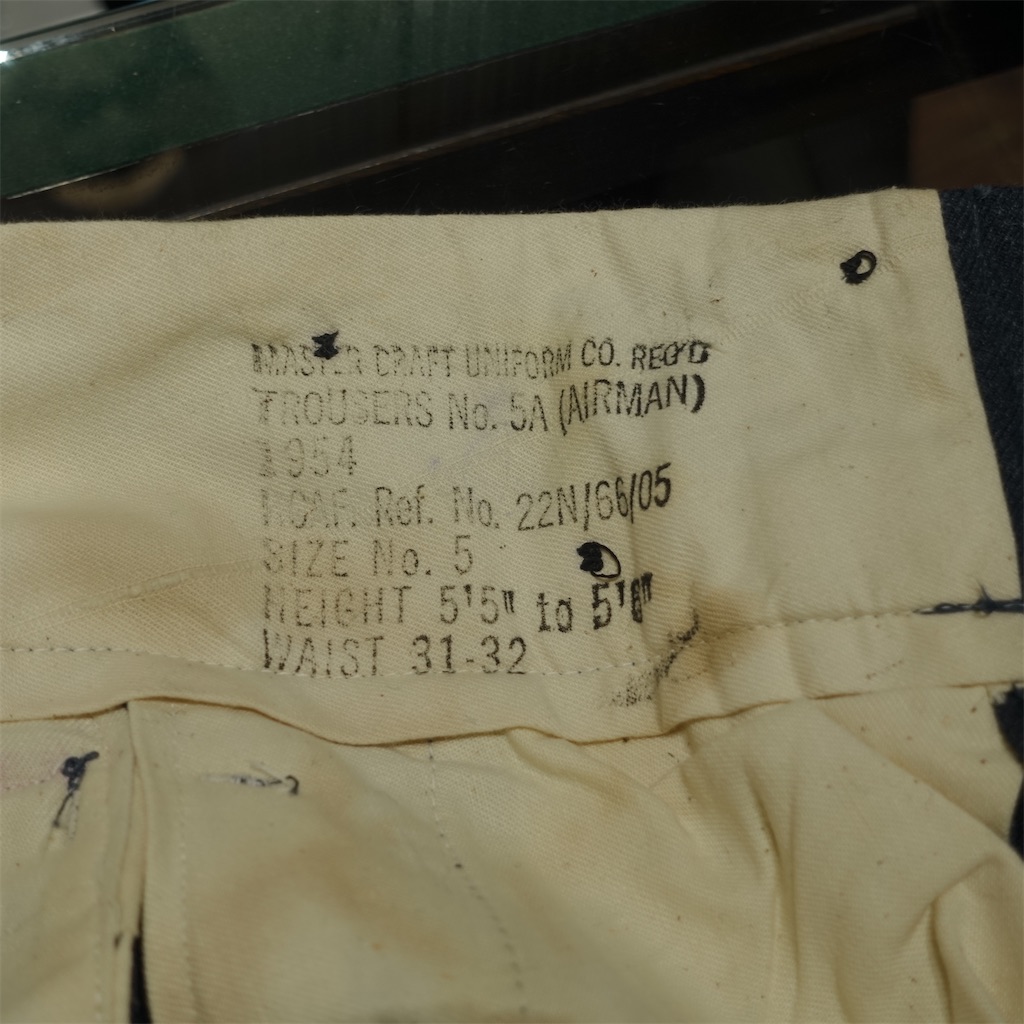 MASTER CRAFT UNIFORM CO. REG'D
TROUSERS No. 5A (AIRMAN)
1954
R.C.A.F. Ref. No. 22N/66/05
SIZE No. 5
HEIGHT 5'5" to 5'8"
WAIST 31-32